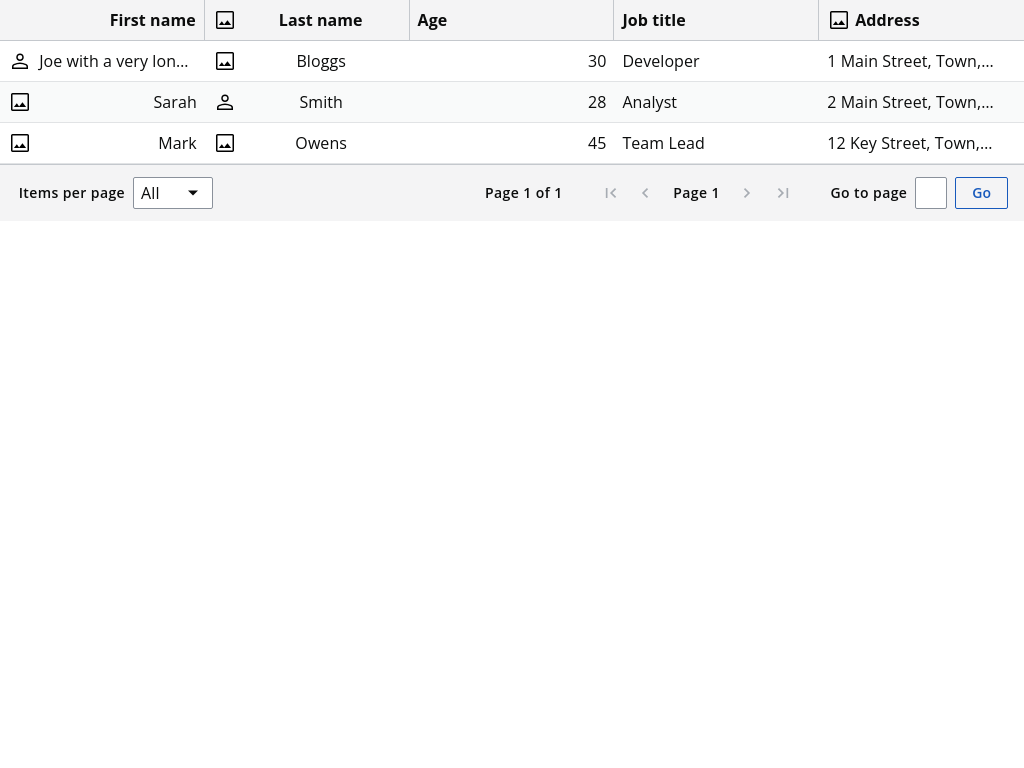 First name Last name Age Job title Address
Joe with a very lon... Bloggs 30 Developer 1 Main Street, Town,...
Sarah Smith 28 Analyst 2 Main Street, Town,...
Mark Owens 45 Team Lead 12 Key Street, Town,...
Items per page All Page 1 of 1 Page 1 Go to page Go